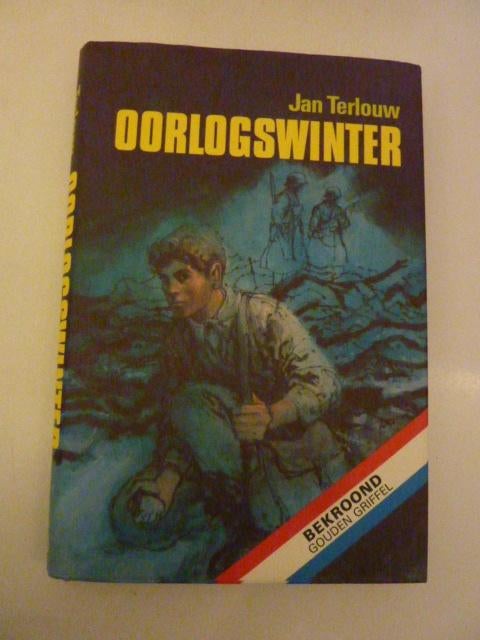 Jan Terlouw
OORLOGSWINTER
OORLOGSWINTER
BEKROOND
GOUDEN GRIFFEL